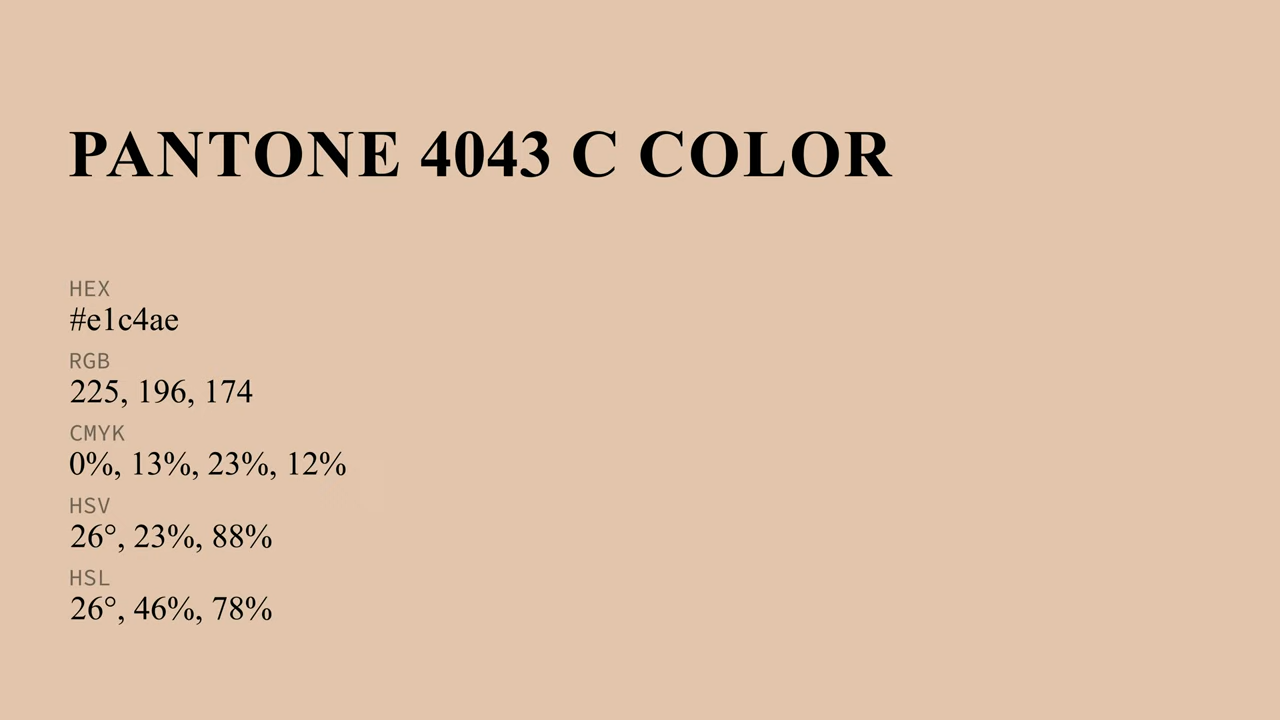 PANTONE 4043 C COLOR
HEX
#e1c4ae
RGB
225, 196, 174
CMYK
0%, 13%, 23%, 12%
HSV
26°, 23%, 88%
HSL
26°, 46%, 78%